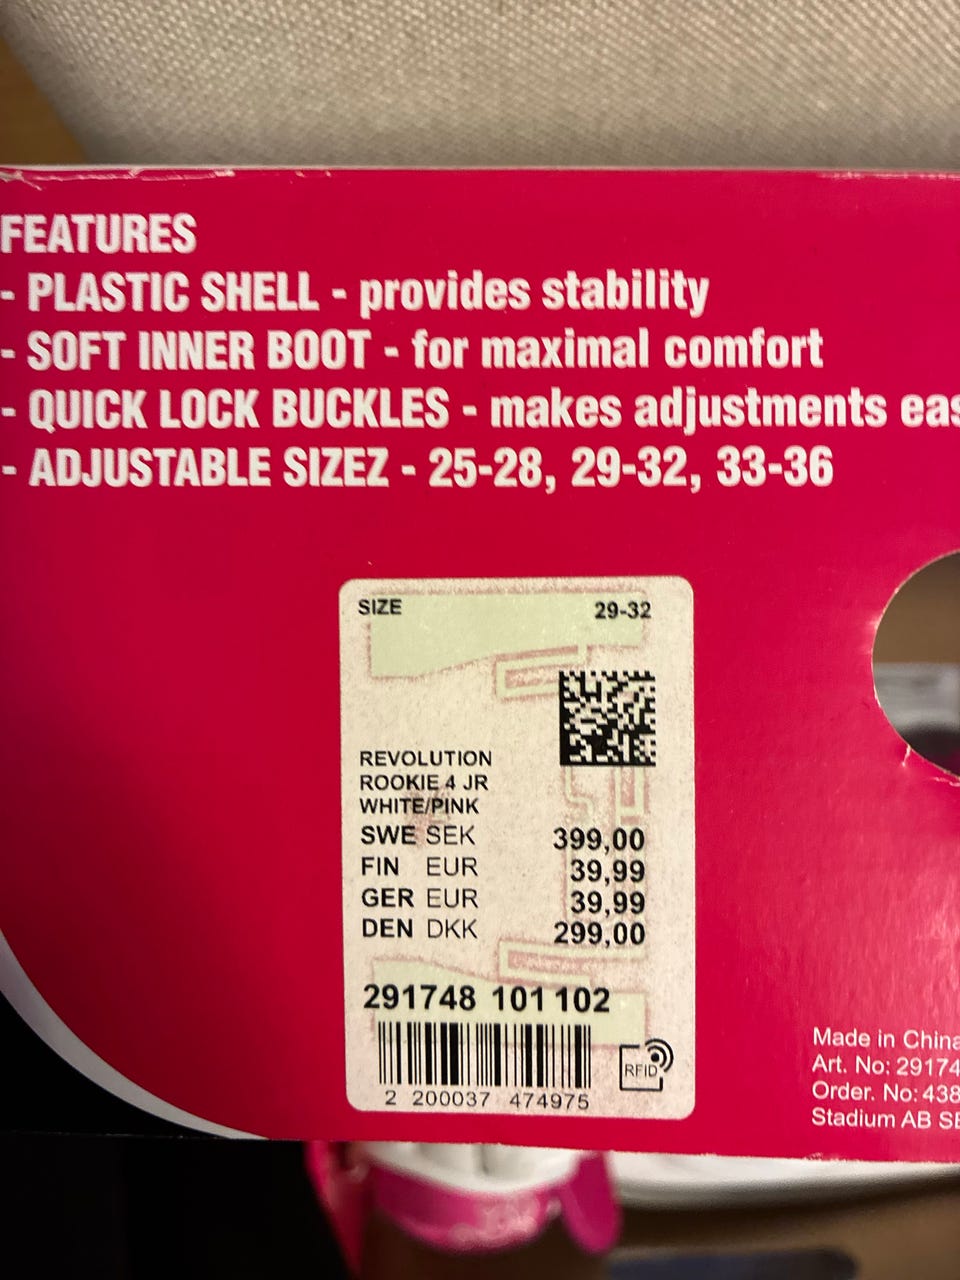 FEATURES
- PLASTIC SHELL - provides stability
- SOFT INNER BOOT - for maximal comfort
- QUICK LOCK BUCKLES - makes adjustments eas
- ADJUSTABLE SIZEZ - 25-28, 29-32, 33-36
SIZE 29-32
REVOLUTION
ROOKIE 4 JR
WHITE/PINK
SWE SEK 399,00
FIN EUR 39,99
GER EUR 39,99
DEN DKK 299,00
291748 101 102
RFID
2 200037 474975
Made in China
Art. No: 29174
Order. No: 438
Stadium AB SE